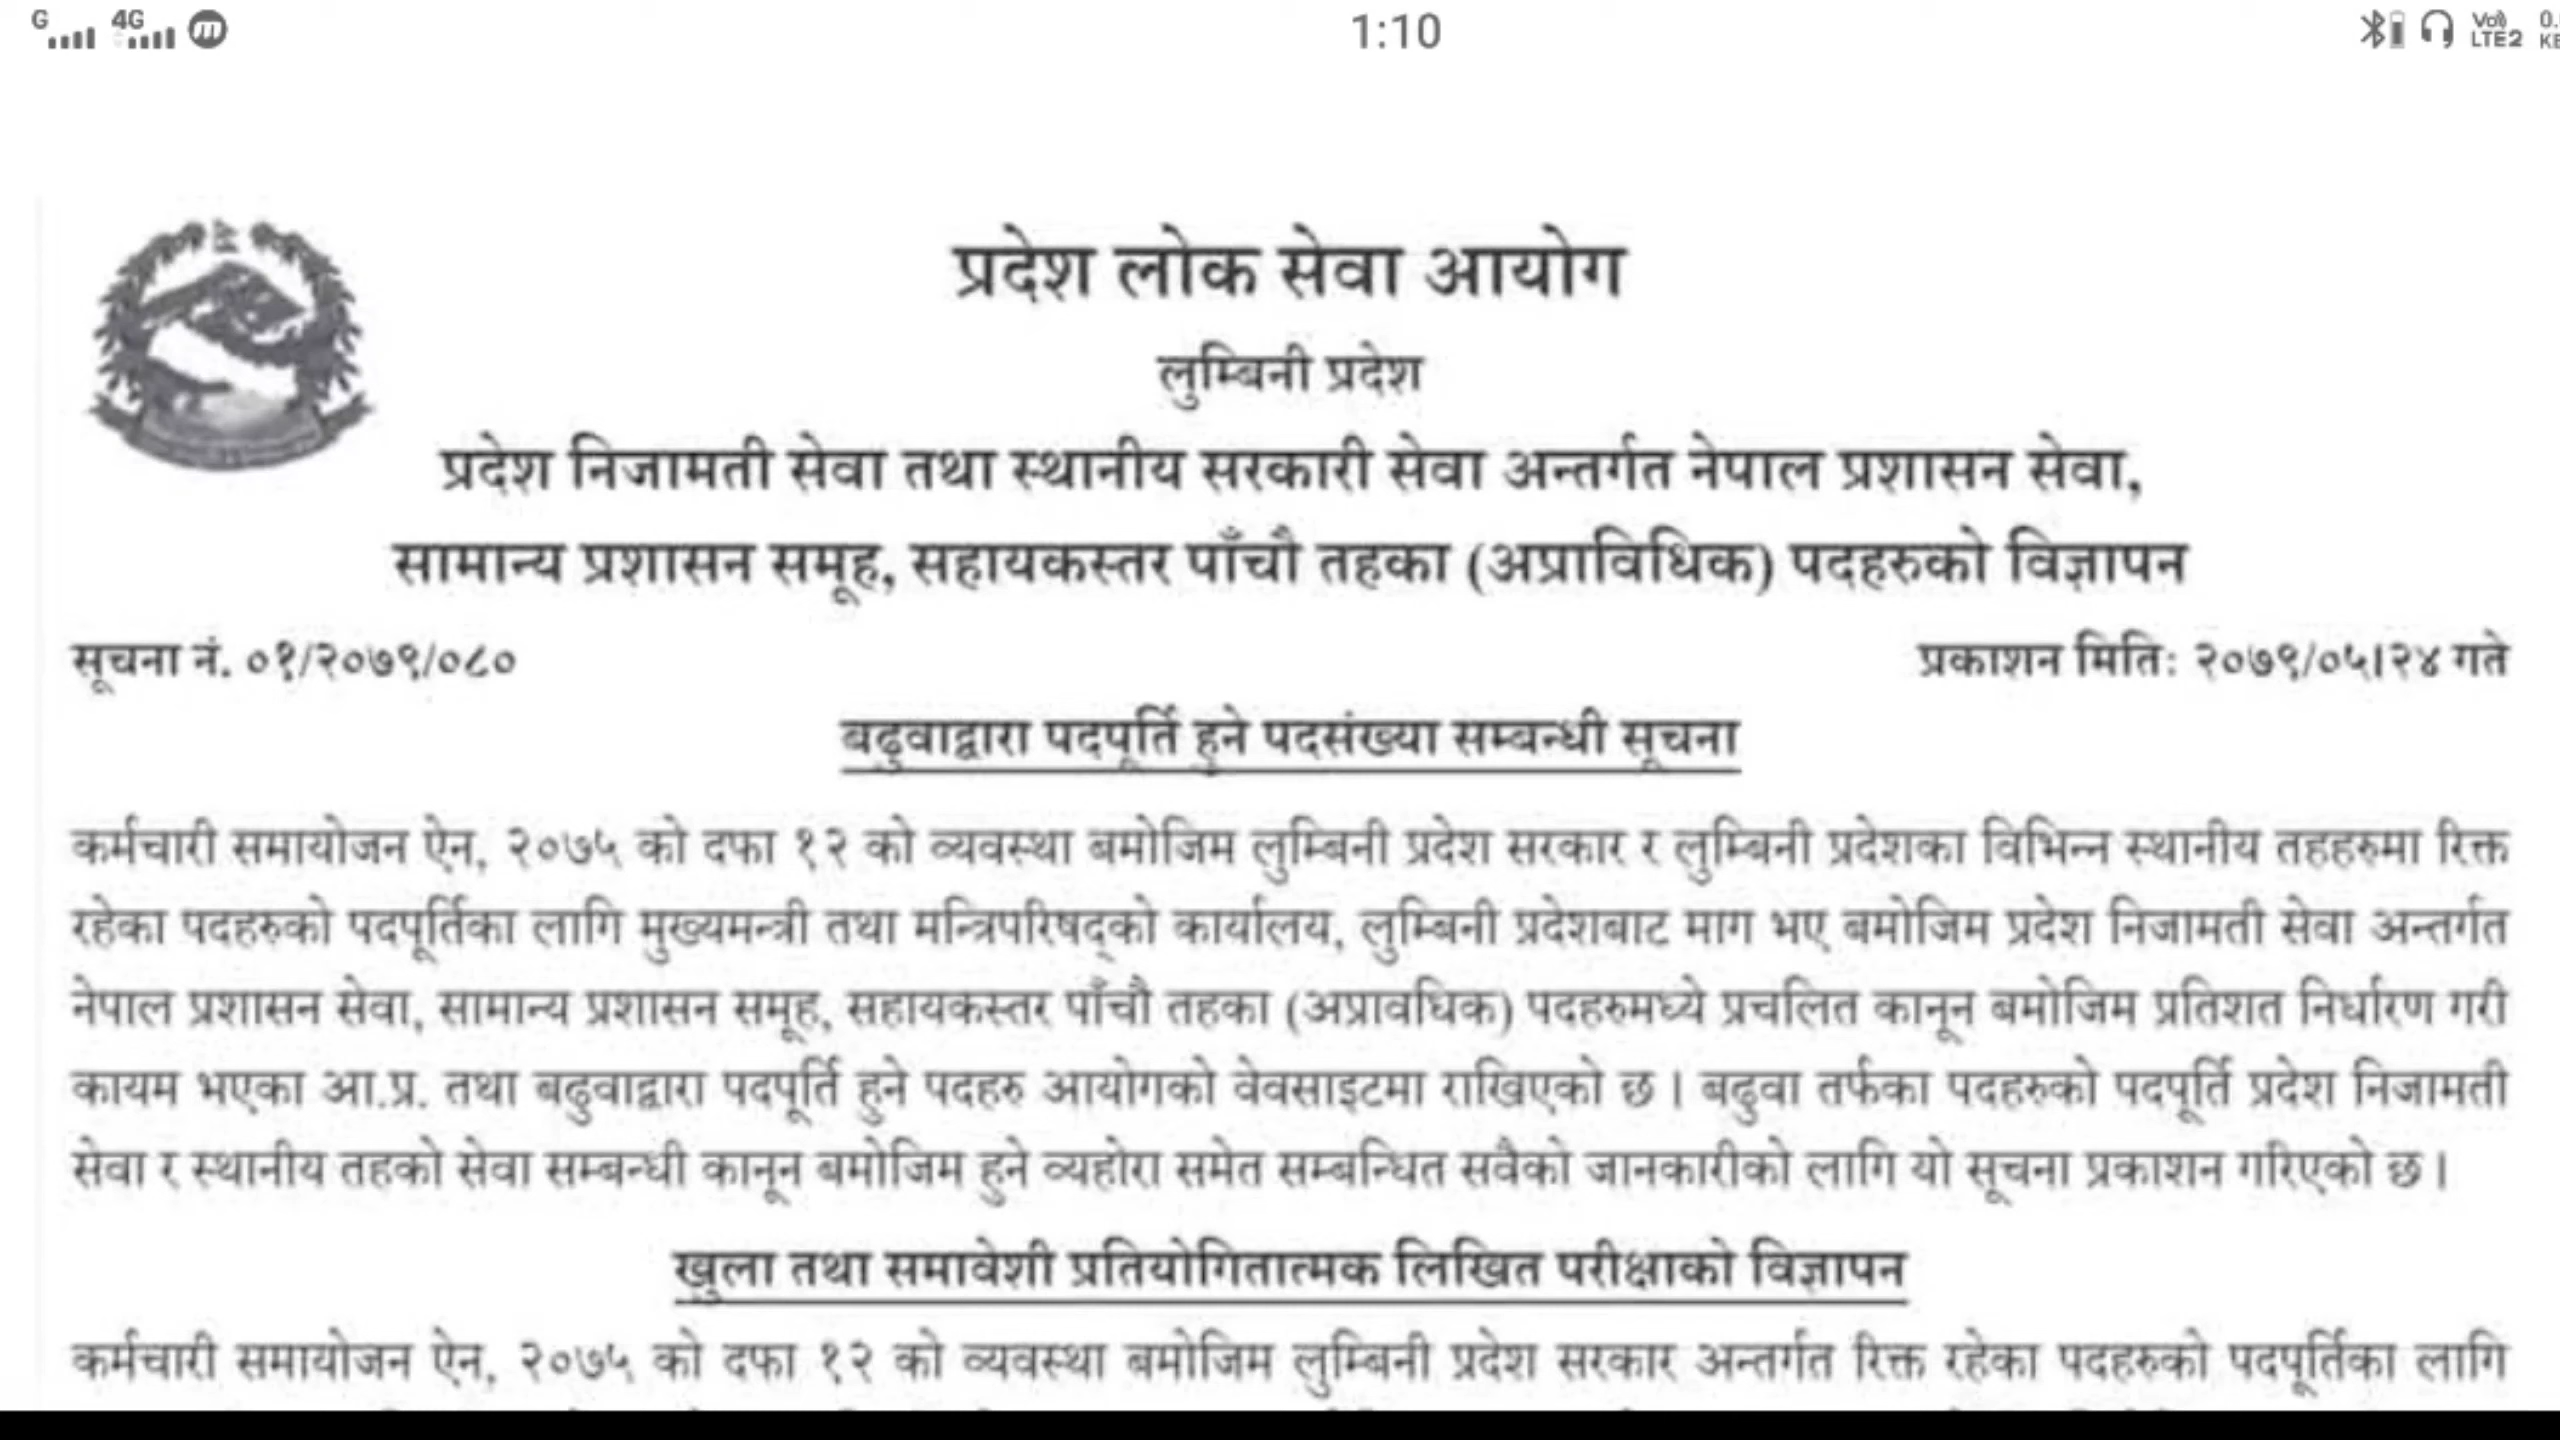 G 4G 1:10 Vo) LTE2
प्रदेश लोक सेवा आयोग
लुम्बिनी प्रदेश
प्रदेश निजामती सेवा तथा स्थानीय सरकारी सेवा अन्तर्गत नेपाल प्रशासन सेवा,
सामान्य प्रशासन समूह, सहायकस्तर पाँचौ तहका (अप्राविधिक) पदहरुको विज्ञापन
सूचना नं. ०१/२०७९/०८० प्रकाशन मितिः २०७९/०५।२४ गते
बढुवाद्वारा पदपूर्ति हुने पदसंख्या सम्बन्धी सूचना
कर्मचारी समायोजन ऐन, २०७५ को दफा १२ को व्यवस्था बमोजिम लुम्बिनी प्रदेश सरकार र लुम्बिनी प्रदेशका विभिन्न स्थानीय तहहरुमा रिक्त
रहेका पदहरुको पदपूर्तिका लागि मुख्यमन्त्री तथा मन्त्रिपरिषद्को कार्यालय, लुम्बिनी प्रदेशबाट माग भए बमोजिम प्रदेश निजामती सेवा अन्तर्गत
नेपाल प्रशासन सेवा, सामान्य प्रशासन समूह, सहायकस्तर पाँचौ तहका (अप्रावधिक) पदहरुमध्ये प्रचलित कानून बमोजिम प्रतिशत निर्धारण गरी
कायम भएका आ.प्र. तथा बढुवाद्वारा पदपूर्ति हुने पदहरु आयोगको वेवसाइटमा राखिएको छ । बढुवा तर्फका पदहरुको पदपूर्ति प्रदेश निजामती
सेवा र स्थानीय तहको सेवा सम्बन्धी कानून बमोजिम हुने व्यहोरा समेत सम्बन्धित सवैको जानकारीको लागि यो सूचना प्रकाशन गरिएको छ ।
खुला तथा समावेशी प्रतियोगितात्मक लिखित परीक्षाको विज्ञापन
कर्मचारी समायोजन ऐन, २०७५ को दफा १२ को व्यवस्था बमोजिम लुम्बिनी प्रदेश सरकार अन्तर्गत रिक्त रहेका पदहरुको पदपूर्तिका लागि